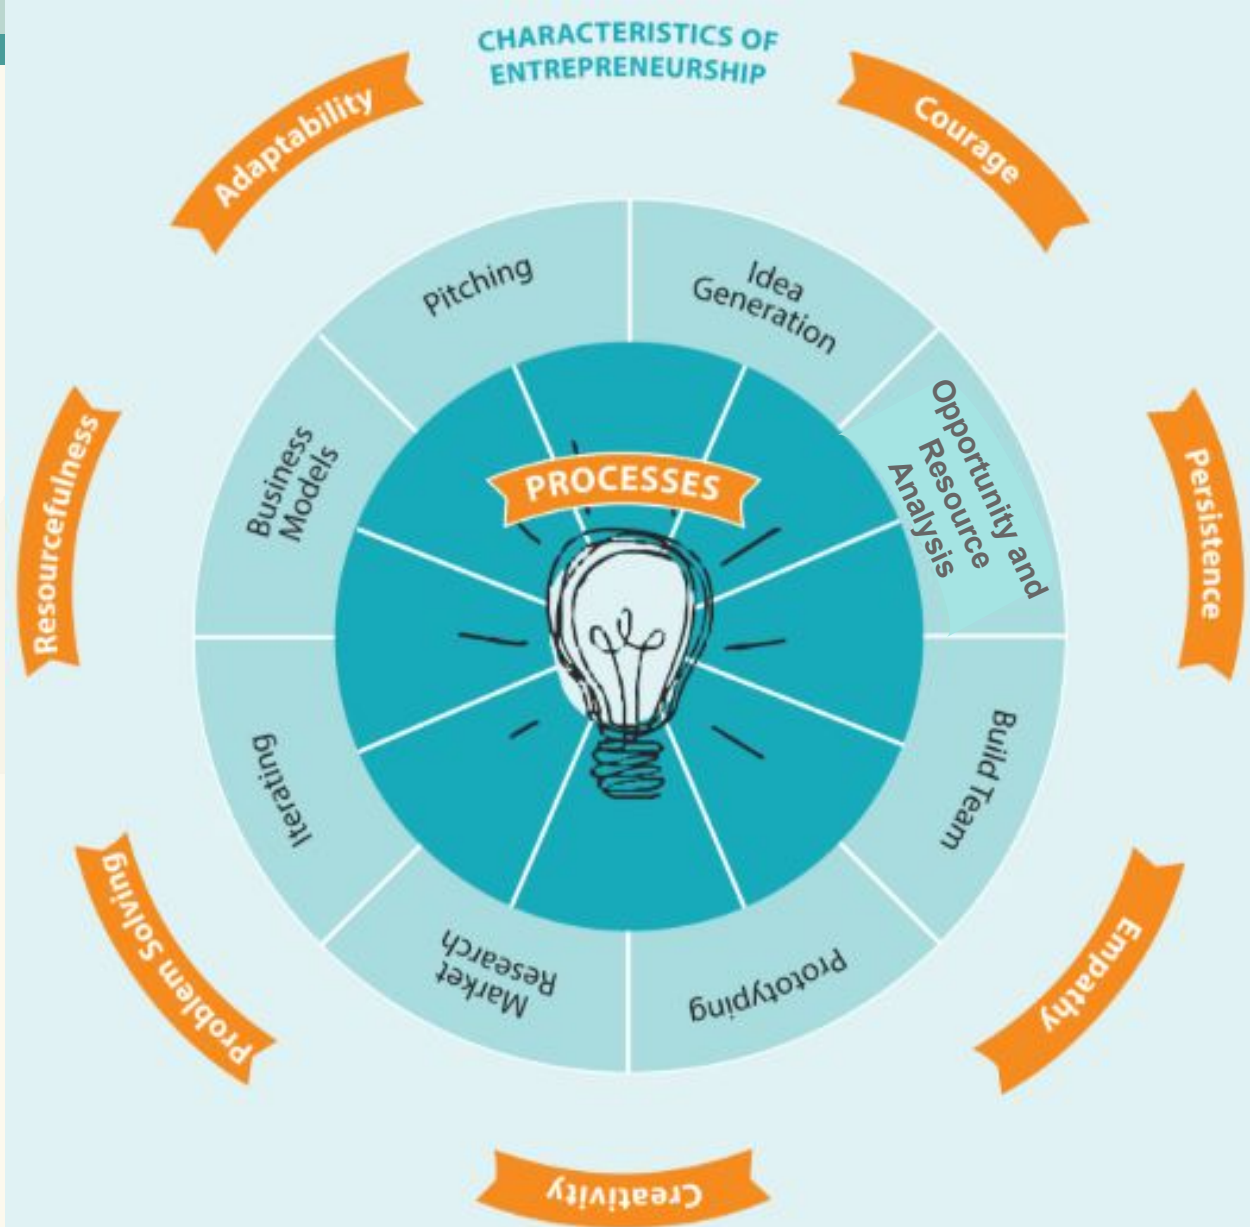 CHARACTERISTICS OF
ENTREPRENEURSHIP
Courage
Persistence
Empathy
Creativity
Problem Solving
Resourcefulness
Adaptability
Idea
Generation
Opportunity and
Resource
Analysis
Build Team
Prototyping
Market
Research
Iterating
Business
Models
Pitching
PROCESSES